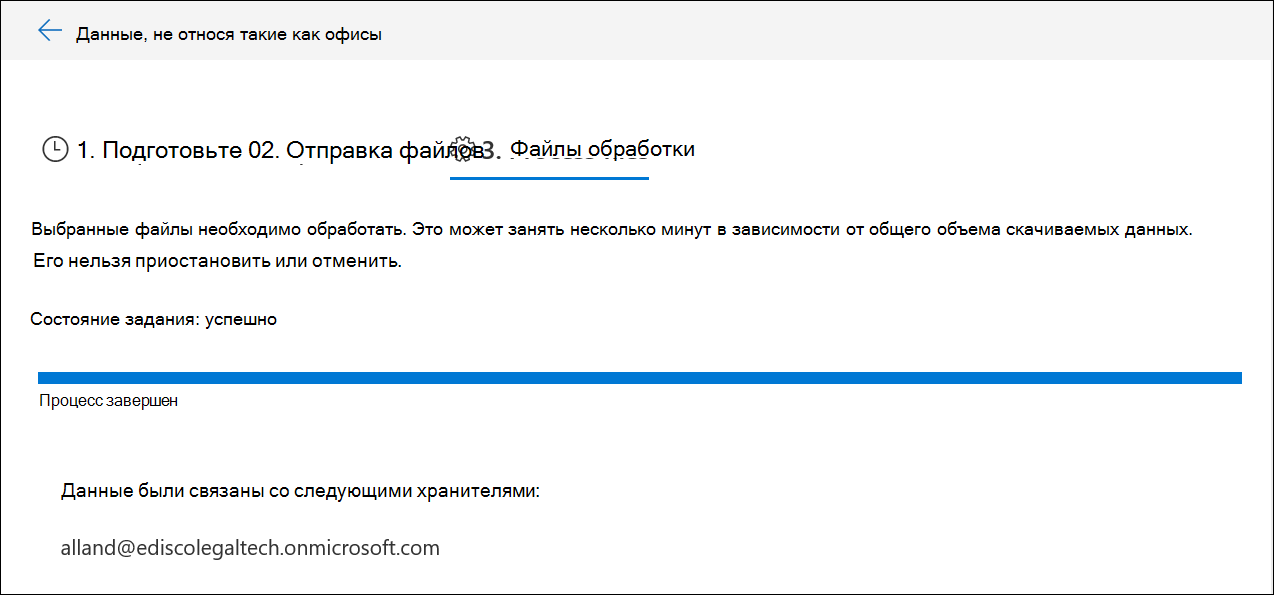 Данные, не относя такие как офисы
1. Подготовьте 02. Отправка файлов 3. Файлы обработки
Выбранные файлы необходимо обработать. Это может занять несколько минут в зависимости от общего объема скачиваемых данных.
Его нельзя приостановить или отменить.
Состояние задания: успешно
Процесс завершен
Данные были связаны со следующими хранителями:
alland@ediscolegaltech.onmicrosoft.com